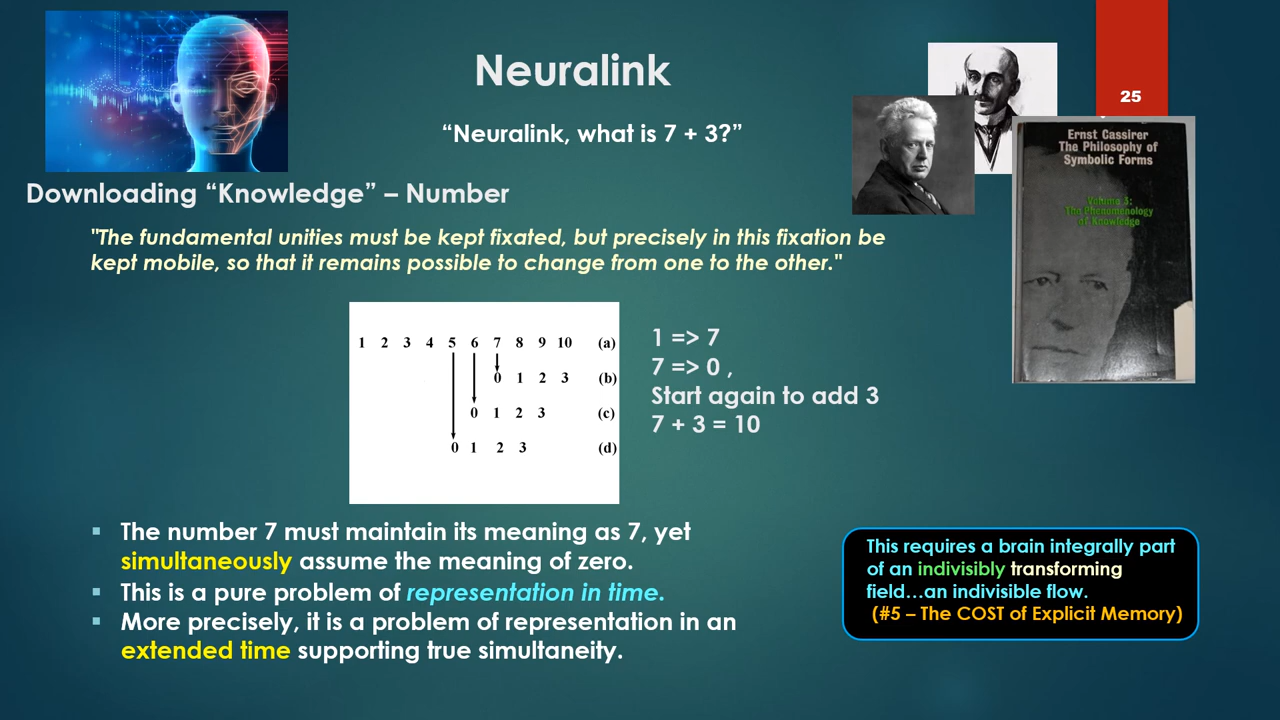 Neuralink
25
“Neuralink, what is 7 + 3?”
Ernst Cassirer
The Philosophy of
Symbolic Forms
Volume 3:
The Phenomenology
of Knowledge
Downloading “Knowledge” – Number
"The fundamental unities must be kept fixated, but precisely in this fixation be
kept mobile, so that it remains possible to change from one to the other."
1 2 3 4 5 6 7 8 9 10 (a)
0 1 2 3 (b)
0 1 2 3 (c)
0 1 2 3 (d)
1 => 7
7 => 0 ,
Start again to add 3
7 + 3 = 10
▪ The number 7 must maintain its meaning as 7, yet
simultaneously assume the meaning of zero.
▪ This is a pure problem of representation in time.
▪ More precisely, it is a problem of representation in an
extended time supporting true simultaneity.
This requires a brain integrally part
of an indivisibly transforming
field…an indivisible flow.
(#5 – The COST of Explicit Memory)